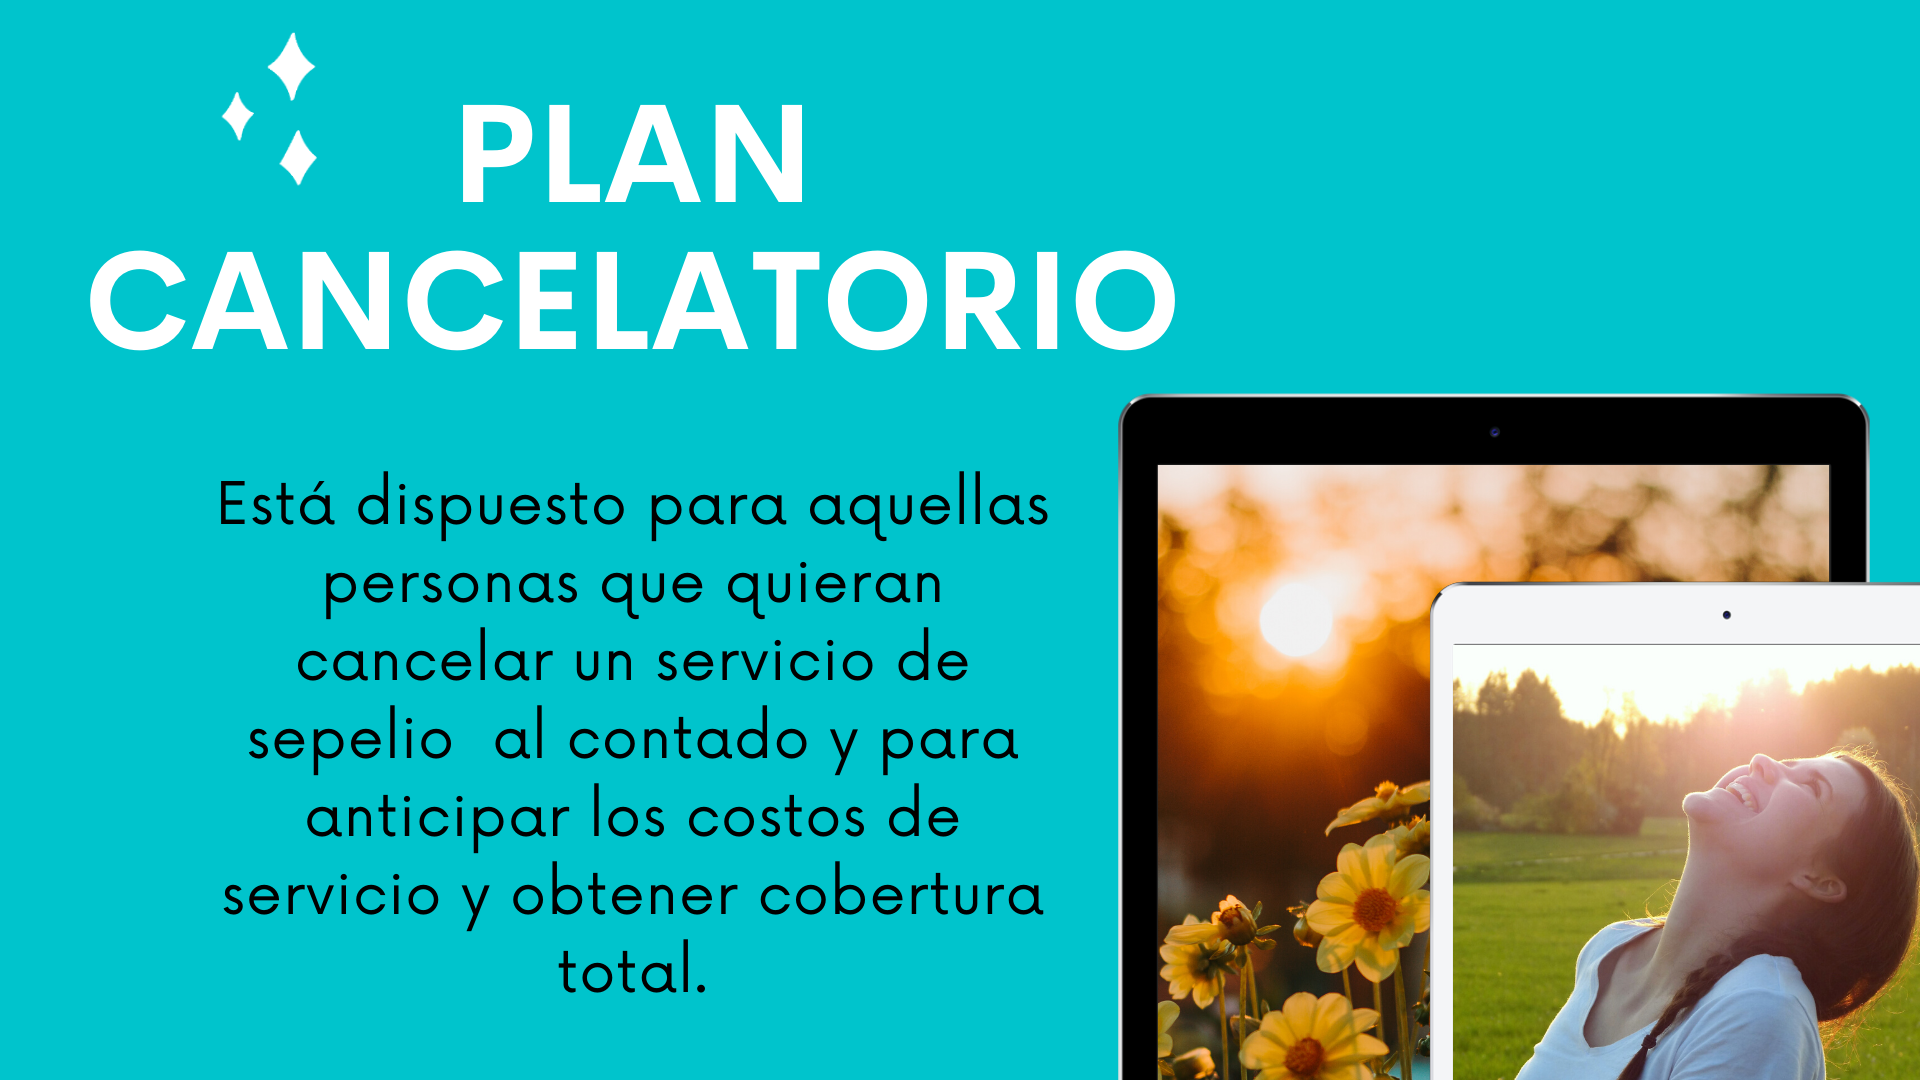 PLAN
CANCELATORIO
Está dispuesto para aquellas
personas que quieran
cancelar un servicio de
sepelio  al contado y para
anticipar los costos de
servicio y obtener cobertura
total.